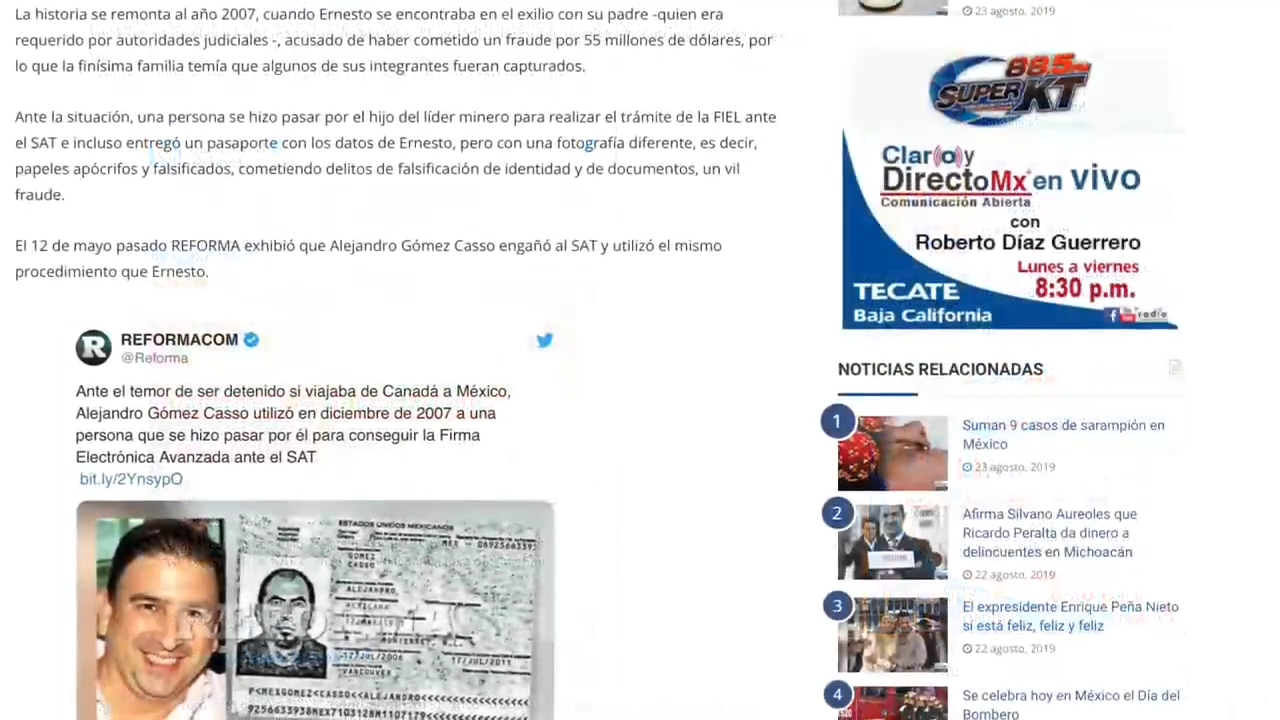 La historia se remonta al año 2007, cuando Ernesto se encontraba en el exilio con su padre -quien era
requerido por autoridades judiciales -, acusado de haber cometido un fraude por 55 millones de dólares, por
lo que la finísima familia temía que algunos de sus integrantes fueran capturados.
Ante la situación, una persona se hizo pasar por el hijo del líder minero para realizar el trámite de la FIEL ante
el SAT e incluso entregó un pasaporte con los datos de Ernesto, pero con una fotografía diferente, es decir,
papeles apócrifos y falsificados, cometiendo delitos de falsificación de identidad y de documentos, un vil
fraude.
El 12 de mayo pasado REFORMA exhibió que Alejandro Gómez Casso engañó al SAT y utilizó el mismo
procedimiento que Ernesto.
R
REFORMACOM
@Reforma
Ante el temor de ser detenido si viajaba de Canadá a México,
Alejandro Gómez Casso utilizó en diciembre de 2007 a una
persona que se hizo pasar por él para conseguir la Firma
Electrónica Avanzada ante el SAT
bit.ly/2YnsypO
ESTADOS UNIDOS MEXICANOS
GOMEZ
CASSO
ALEJANDRO
MONTERREY, N.L.
17/JUL/2006
17/JUL/2011
VANCOUVER
P<MEXGOMEZ<CASSO<<ALEJANDRO<<<<<<<<<<<<<<<
23 agosto, 2019
88.5 FM
SUPER KT
Claro y
DirectoMx en vivo
Comunicación Abierta
con
Roberto Díaz Guerrero
Lunes a viernes
8:30 p.m.
TECATE
Baja California
radio
NOTICIAS RELACIONADAS
1
Suman 9 casos de sarampión en
México
23 agosto, 2019
2
Afirma Silvano Aureoles que
Ricardo Peralta da dinero a
delincuentes en Michoacán
22 agosto, 2019
3
El expresidente Enrique Peña Nieto
sí está feliz, feliz y feliz
22 agosto, 2019
4
Se celebra hoy en México el Día del
Bombero